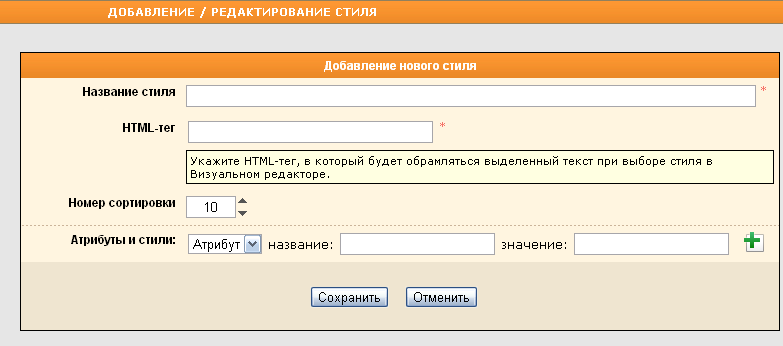 ДОБАВЛЕНИЕ / РЕДАКТИРОВАНИЕ СТИЛЯ
Добавление нового стиля
Название стиля *
HTML-тег *
Укажите HTML-тег, в который будет обрамляться выделенный текст при выборе стиля в
Визуальном редакторе.
Номер сортировки 10
Атрибуты и стили: Атрибут название: значение:
Сохранить Отменить